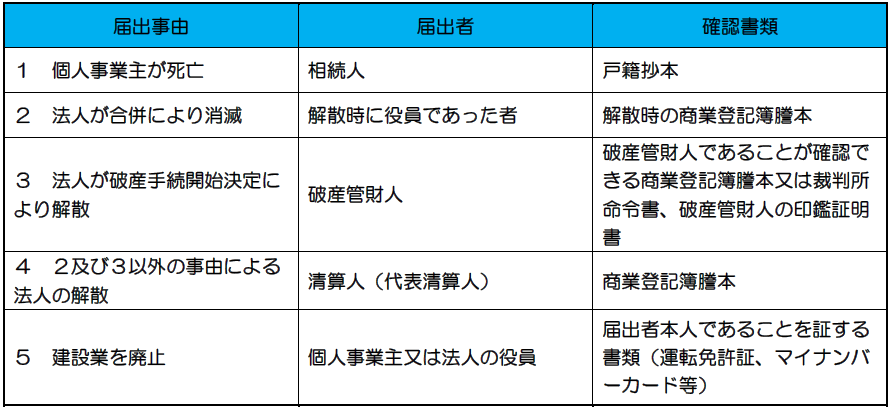 届出事由 届出者 確認書類
１　個人事業主が死亡 相続人 戸籍抄本
２　法人が合併により消滅 解散時に役員であった者 解散時の商業登記簿謄本
３　法人が破産手続開始決定に
より解散
破産管財人
破産管財人であることが確認で
きる商業登記簿謄本又は裁判所
命令書、破産管財人の印鑑証明
書
４　２及び３以外の事由による
法人の解散
清算人（代表清算人）
商業登記簿謄本
５　建設業を廃止
個人事業主又は法人の役員
届出者本人であることを証する
書類（運転免許証、マイナンバ
ーカード等）